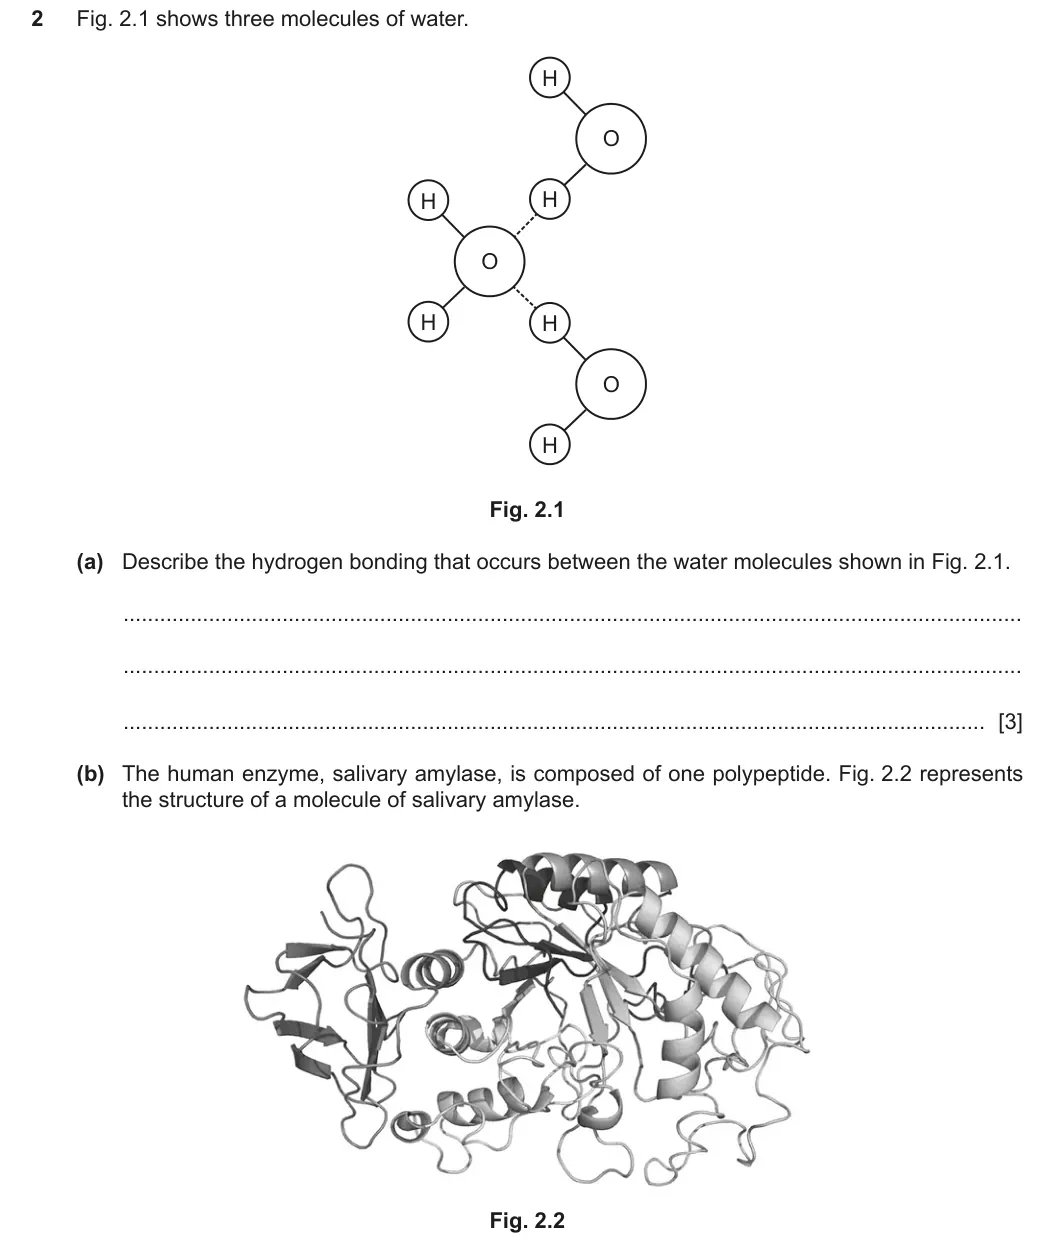 2 Fig. 2.1 shows three molecules of water.
H
O
H
H
O
H
H
O
H
Fig. 2.1
(a) Describe the hydrogen bonding that occurs between the water molecules shown in Fig. 2.1.
..........................................................................................................................................
..........................................................................................................................................
.................................................................................................................................... [3]
(b) The human enzyme, salivary amylase, is composed of one polypeptide. Fig. 2.2 represents
the structure of a molecule of salivary amylase.
Fig. 2.2